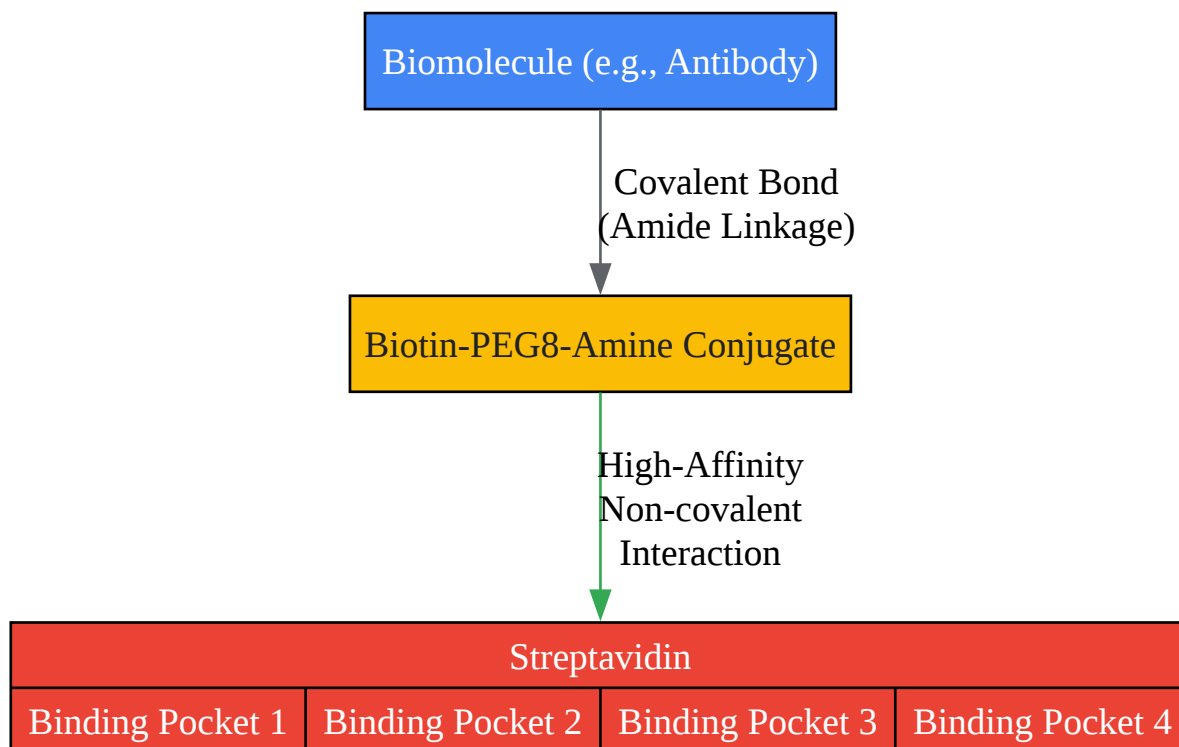 Biomolecule (e.g., Antibody)
Covalent Bond
(Amide Linkage)
Biotin-PEG8-Amine Conjugate
High-Affinity
Non-covalent
Interaction
Streptavidin
Binding Pocket 1
Binding Pocket 2
Binding Pocket 3
Binding Pocket 4